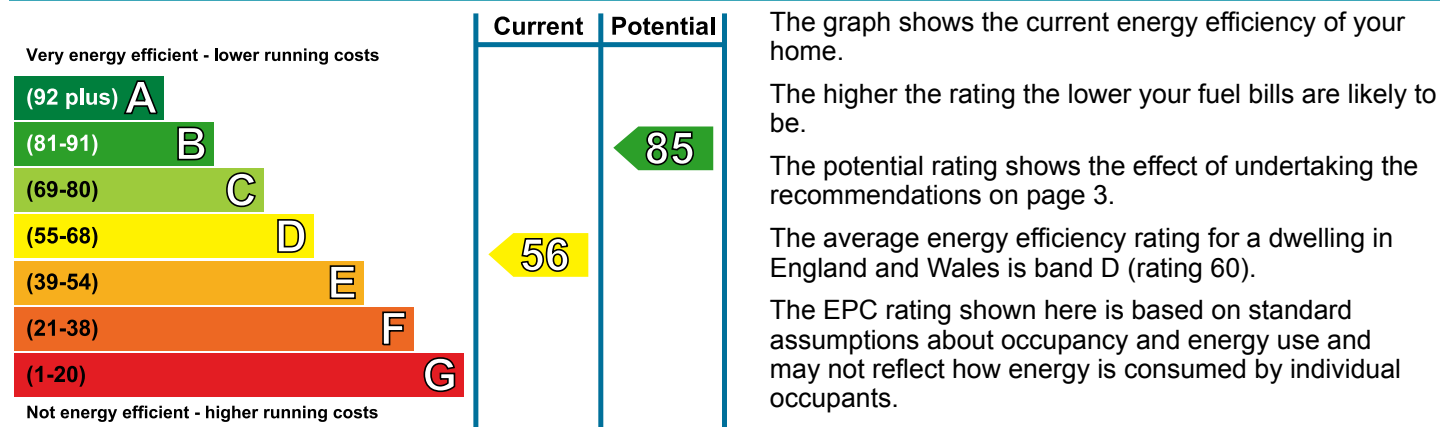 Current Potential
Very energy efficient - lower running costs
(92 plus) A
(81-91) B
85
(69-80) C
(55-68) D
56
(39-54) E
(21-38) F
(1-20) G
Not energy efficient - higher running costs
The graph shows the current energy efficiency of your
home.
The higher the rating the lower your fuel bills are likely to
be.
The potential rating shows the effect of undertaking the
recommendations on page 3.
The average energy efficiency rating for a dwelling in
England and Wales is band D (rating 60).
The EPC rating shown here is based on standard
assumptions about occupancy and energy use and
may not reflect how energy is consumed by individual
occupants.